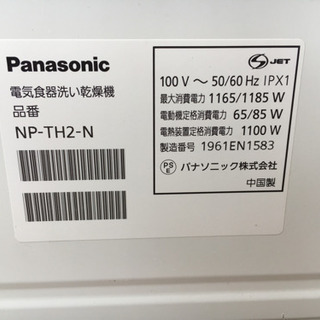 Panasonic
電気食器洗い乾燥機
品番
NP-TH2-N
S JET
100 V ～ 50/60 Hz IPX1
最大消費電力 1165/1185 W
電動機定格消費電力 65/85 W
電熱装置定格消費電力 1100 W
製造番号 1961EN1583
PS E パナソニック株式会社
中国製